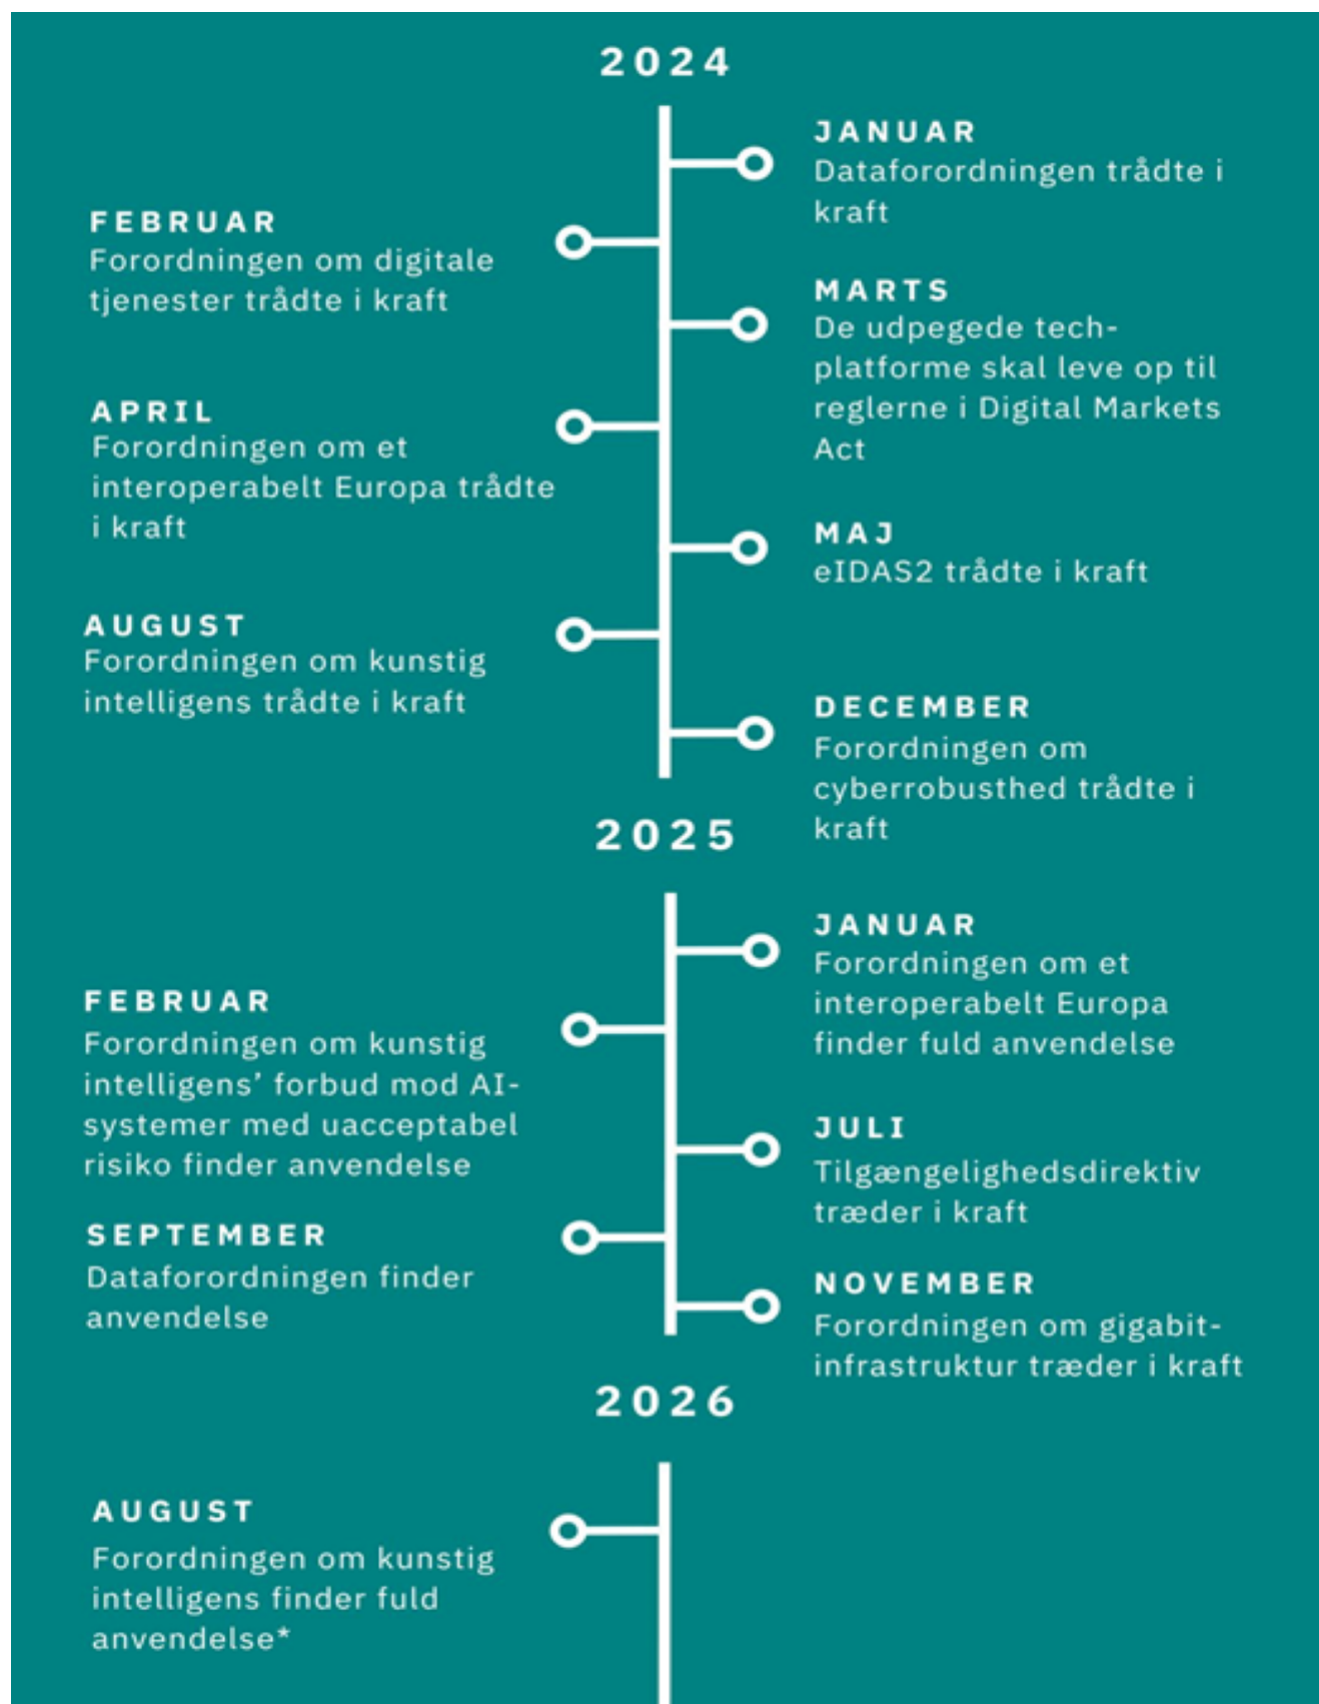 2024
JANUAR
Dataforordningen trådte i
kraft
FEBRUAR
Forordningen om digitale
tjenester trådte i kraft
MARTS
De udpegede tech-
platforme skal leve op til
reglerne i Digital Markets
Act
APRIL
Forordningen om et
interoperabelt Europa trådte
i kraft
MAJ
eIDAS2 trådte i kraft
AUGUST
Forordningen om kunstig
intelligens trådte i kraft
DECEMBER
Forordningen om
cyberrobusthed trådte i
kraft
2025
JANUAR
Forordningen om et
interoperabelt Europa
finder fuld anvendelse
FEBRUAR
Forordningen om kunstig
intelligens’ forbud mod AI-
systemer med uacceptabel
risiko finder anvendelse
JULI
Tilgængelighedsdirektiv
træder i kraft
SEPTEMBER
Dataforordningen finder
anvendelse
NOVEMBER
Forordningen om gigabit-
infrastruktur træder i kraft
2026
AUGUST
Forordningen om kunstig
intelligens finder fuld
anvendelse*